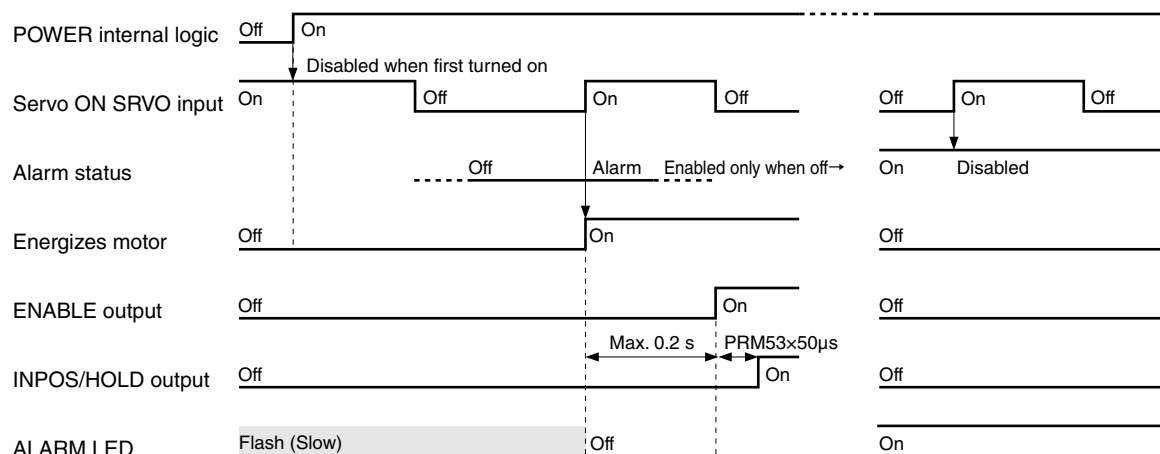 POWER internal logic Off On
Disabled when first turned on
Servo ON SRVO input On Off On Off Off On Off
Alarm status Off Alarm Enabled only when off→ On Disabled
Energizes motor Off On Off
ENABLE output Off On Off
Max. 0.2 s PRM53×50µs
INPOS/HOLD output Off On Off
ALARM LED Flash (Slow) Off On